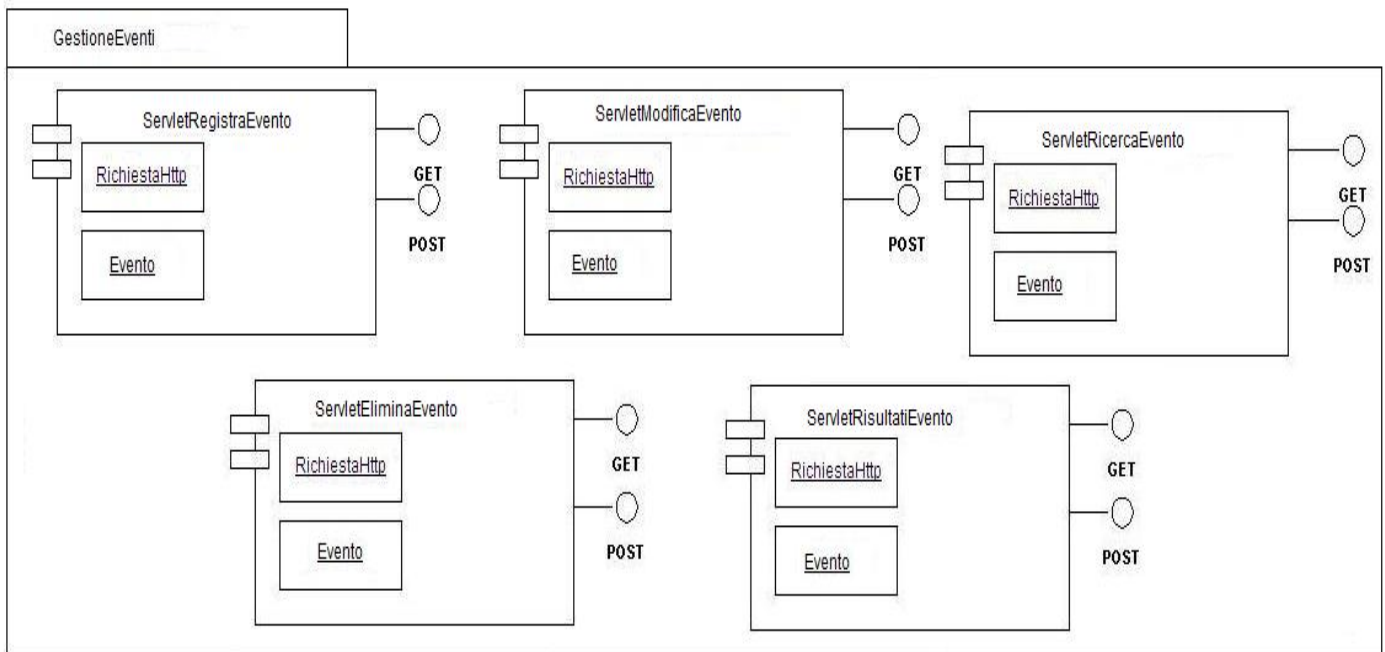 GestioneEventi
ServletRegistraEvento
RichiestaHttp
Evento
GET
POST
ServletModificaEvento
RichiestaHttp
Evento
GET
POST
ServletRicercaEvento
RichiestaHttp
Evento
GET
POST
ServletEliminaEvento
RichiestaHttp
Evento
GET
POST
ServletRisultatiEvento
RichiestaHttp
Evento
GET
POST